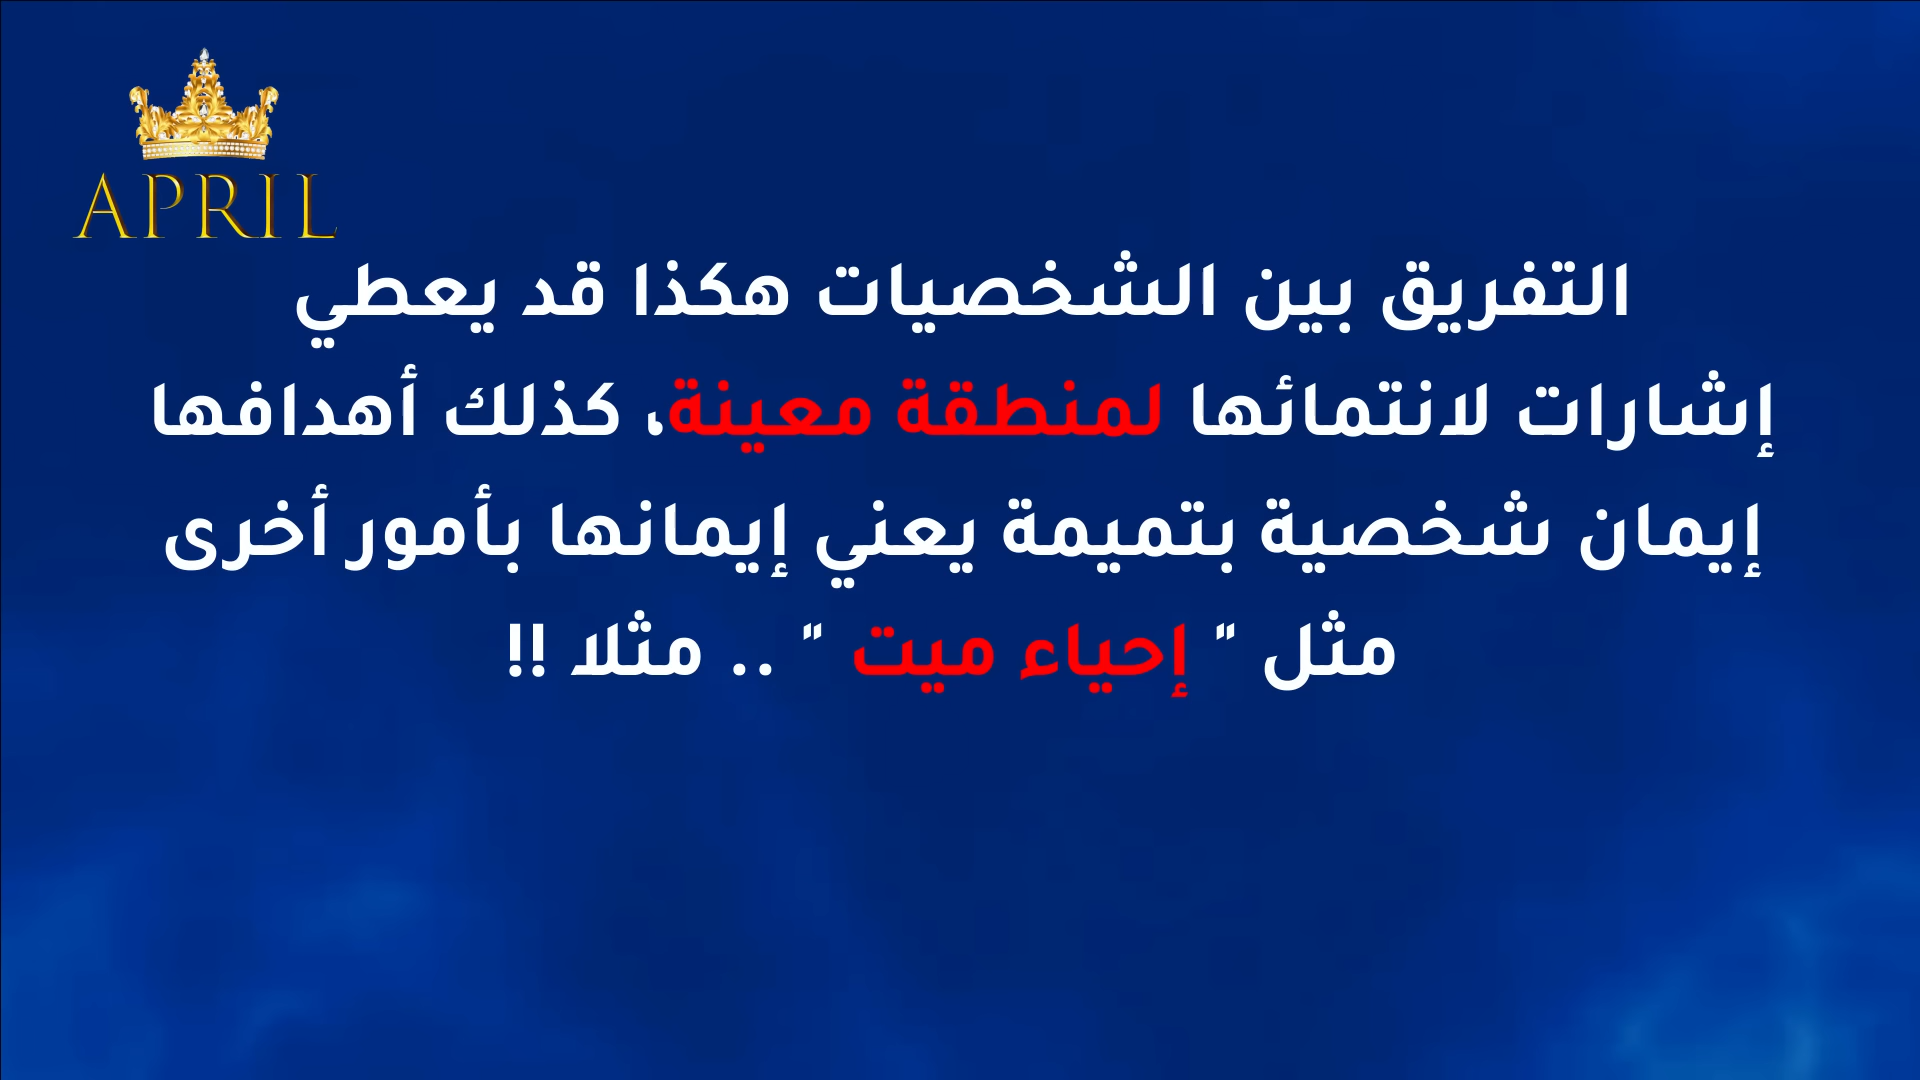 APRIL
التفريق بين الشخصيات هكذا قد يعطي
إشارات لانتمائها لمنطقة معينة، كذلك أهدافها
إيمان شخصية بتميمة يعني إيمانها بأمور أخرى
مثل " إحياء ميت " .. مثلا !!